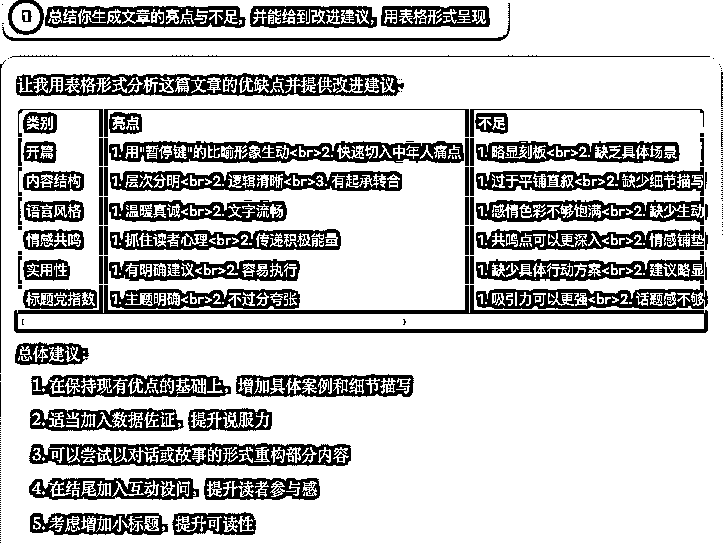 总结你生成文章的亮点与不足，并能给到改进建议，用表格形式呈现
让我用表格形式分析这篇文章的优缺点并提供改进建议：
类别 亮点 不足
开篇 1. 用"暂停键"的比喻形象生动<br>2. 快速切入中年人痛点 1. 略显刻板<br>2. 缺乏具体场景
内容结构 1. 层次分明<br>2. 逻辑清晰<br>3. 有起承转合 1. 过于平铺直叙<br>2. 缺少细节描写
语言风格 1. 温暖真诚<br>2. 文字流畅 1. 感情色彩不够饱满<br>2. 缺少生动
情感共鸣 1. 抓住读者心理<br>2. 传递积极能量 1. 共鸣点可以更深入<br>2. 情感铺垫
实用性 1. 有明确建议<br>2. 容易执行 1. 缺少具体行动方案<br>2. 建议略显
标题党指数 1. 主题明确<br>2. 不过分夸张 1. 吸引力可以更强<br>2. 话题感不够
总体建议：
1. 在保持现有优点的基础上，增加具体案例和细节描写
2. 适当加入数据佐证，提升说服力
3. 可以尝试以对话或故事的形式重构部分内容
4. 在结尾加入互动设问，提升读者参与感
5. 考虑增加小标题，提升可读性